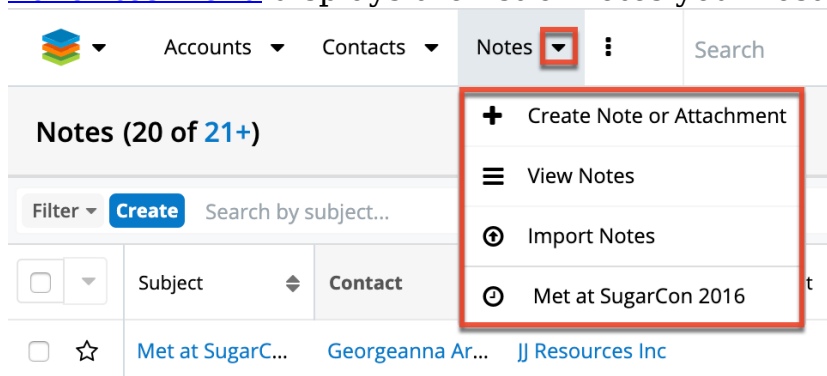 Accounts Contacts Notes Search
Create Note or Attachment
Notes (20 of 21+)
View Notes
Filter Create Search by subject...
Import Notes
Subject Contact t
Met at SugarCon 2016
Met at SugarC... Georgeanna Ar... JJ Resources Inc